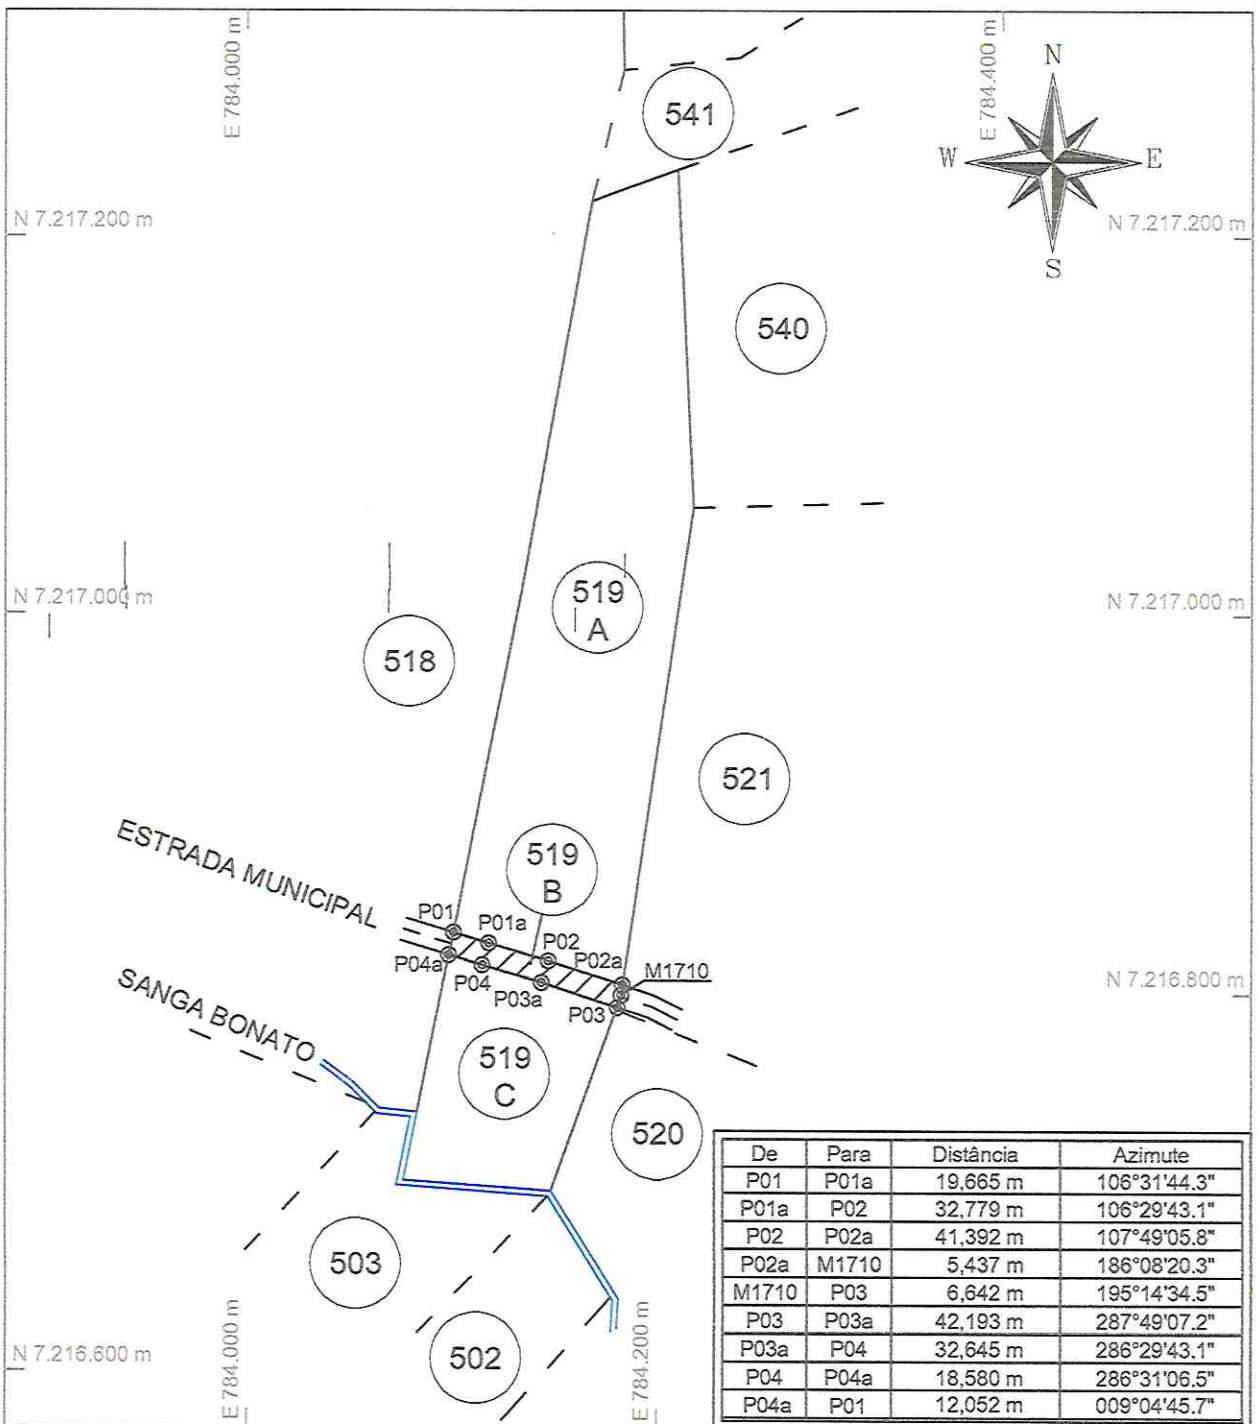 E 784.000 m
E 784.400 m
N
W
E
S
541
N 7.217.200 m
N 7.217.200 m
540
N 7.217.000 m
N 7.217.000 m
519
A
518
521
ESTRADA MUNICIPAL
519
B
P01
P01a
P02
P02a
M1710
P04a
P04
P03a
P03
N 7.216.800 m
SANGA BONATO
519
C
520
503
502
N 7.216.600 m
E 784.000 m
E 784.200 m
De Para Distância Azimute
P01 P01a 19,665 m 106°31'44.3"
P01a P02 32,779 m 106°29'43.1"
P02 P02a 41,392 m 107°49'05.8"
P02a M1710 5,437 m 186°08'20.3"
M1710 P03 6,642 m 195°14'34.5"
P03 P03a 42,193 m 287°49'07.2"
P03a P04 32,645 m 286°29'43.1"
P04 P04a 18,580 m 286°31'06.5"
P04a P01 12,052 m 009°04'45.7"